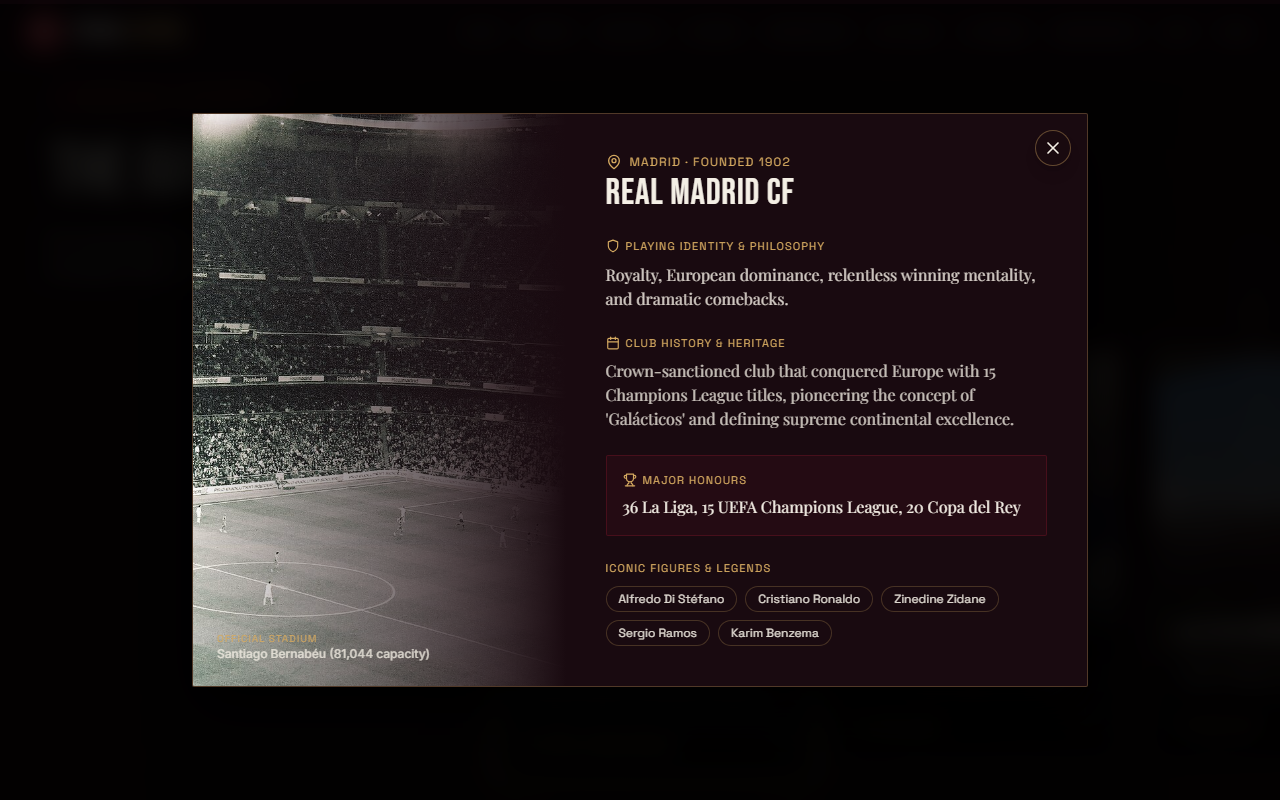 MADRID · FOUNDED 1902
REAL MADRID CF
PLAYING IDENTITY & PHILOSOPHY
Royalty, European dominance, relentless winning mentality,
and dramatic comebacks.
CLUB HISTORY & HERITAGE
Crown-sanctioned club that conquered Europe with 15
Champions League titles, pioneering the concept of
'Galácticos' and defining supreme continental excellence.
MAJOR HONOURS
36 La Liga, 15 UEFA Champions League, 20 Copa del Rey
ICONIC FIGURES & LEGENDS
Alfredo Di Stéfano
Cristiano Ronaldo
Zinedine Zidane
Sergio Ramos
Karim Benzema
OFFICIAL STADIUM
Santiago Bernabéu (81,044 capacity)